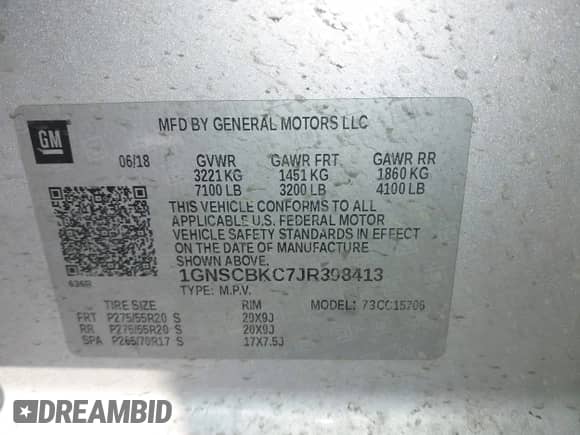 MFD BY GENERAL MOTORS LLC
GM
06/18 GVWR GAWR FRT GAWR RR
3221 KG 1451 KG 1860 KG
7100 LB 3200 LB 4100 LB
THIS VEHICLE CONFORMS TO ALL
APPLICABLE U.S. FEDERAL MOTOR
VEHICLE SAFETY STANDARDS IN EFFECT
ON THE DATE OF MANUFACTURE
SHOWN ABOVE.
1GNSCBKC7JR398413
TYPE: M.P.V.
TIRE SIZE RIM MODEL:
FRT P275/55R20 S 20X9J
RR P275/55R20 S 20X9J
SPA P265/70R17 S 17X7.5J
DREAMBID